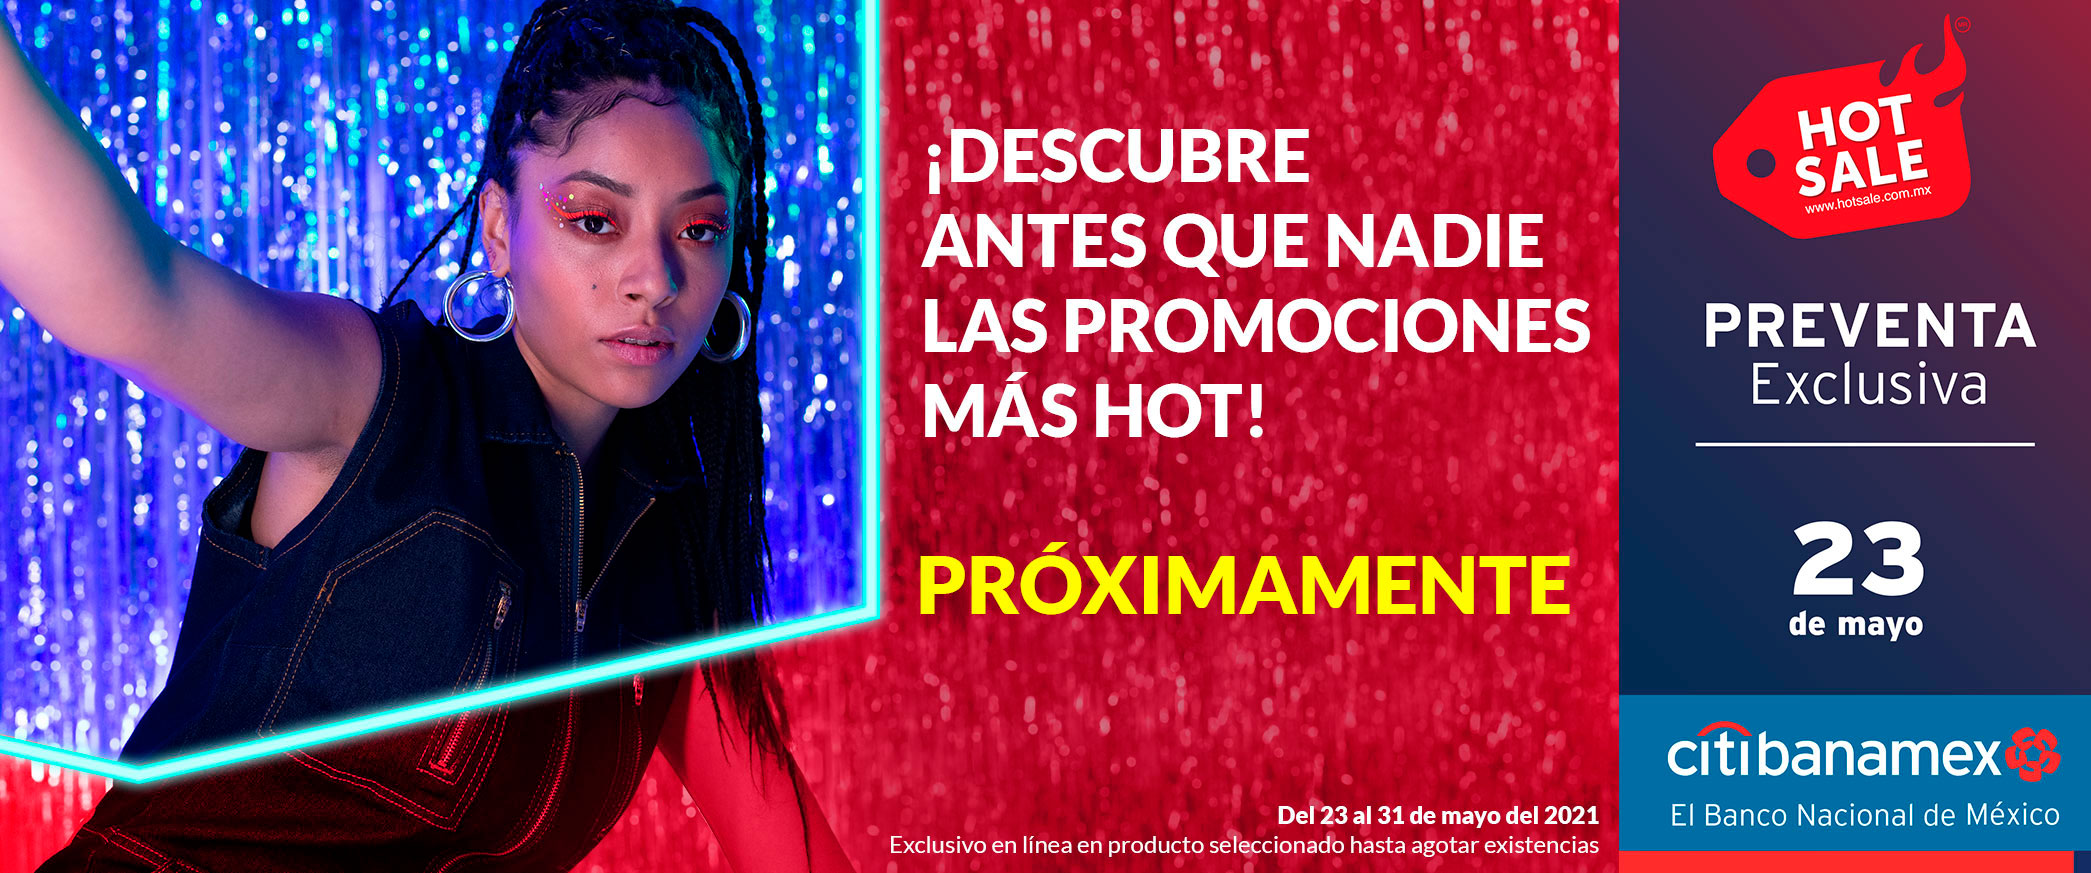 ¡DESCUBRE
ANTES QUE NADIE
LAS PROMOCIONES
MÁS HOT!
PRÓXIMAMENTE
Del 23 al 31 de mayo del 2021
Exclusivo en línea en producto seleccionado hasta agotar existencias
HOT
SALE
www.hotsale.com.mx
PREVENTA
Exclusiva
23
de mayo
citibanamex
El Banco Nacional de México